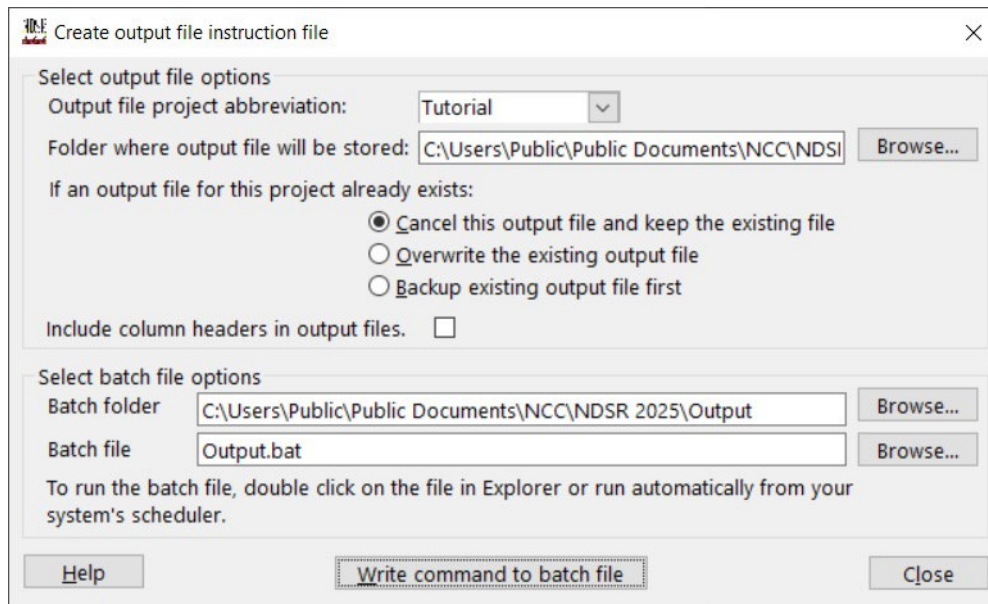 Create output file instruction file
Select output file options
Output file project abbreviation: Tutorial
Folder where output file will be stored: C:\Users\Public\Public Documents\NCC\NDSI Browse...
If an output file for this project already exists:
Cancel this output file and keep the existing file
Overwrite the existing output file
Backup existing output file first
Include column headers in output files.
Select batch file options
Batch folder C:\Users\Public\Public Documents\NCC\NDSR 2025\Output Browse...
Batch file Output.bat Browse...
To run the batch file, double click on the file in Explorer or run automatically from your
system's scheduler.
Help Write command to batch file Close